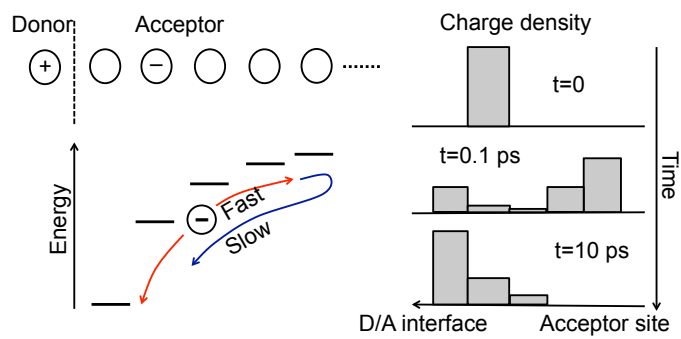 Donor Acceptor
+ −
Energy
−
Fast
Slow
Charge density
t=0
t=0.1 ps
t=10 ps
Time
D/A interface Acceptor site